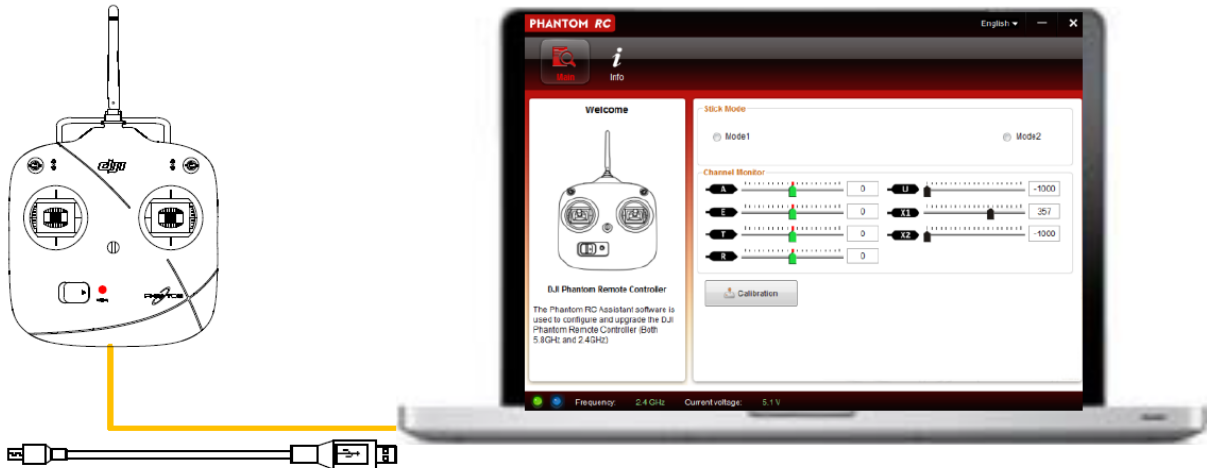 PHANTOM RC
English
Main
Info
Welcome
DJI Phantom Remote Controller
The Phantom RC Assistant software is
used to configure and upgrade the DJI
Phantom Remote Controller (Both
5.8GHz and 2.4GHz)
Stick Mode
Mode1
Mode2
Channel Monitor
A 0
E 0
T 0
R 0
U -1000
X1 357
X2 -1000
Calibration
Frequency: 2.4 GHz Current voltage: 5.1 V
dji
PHANTOM